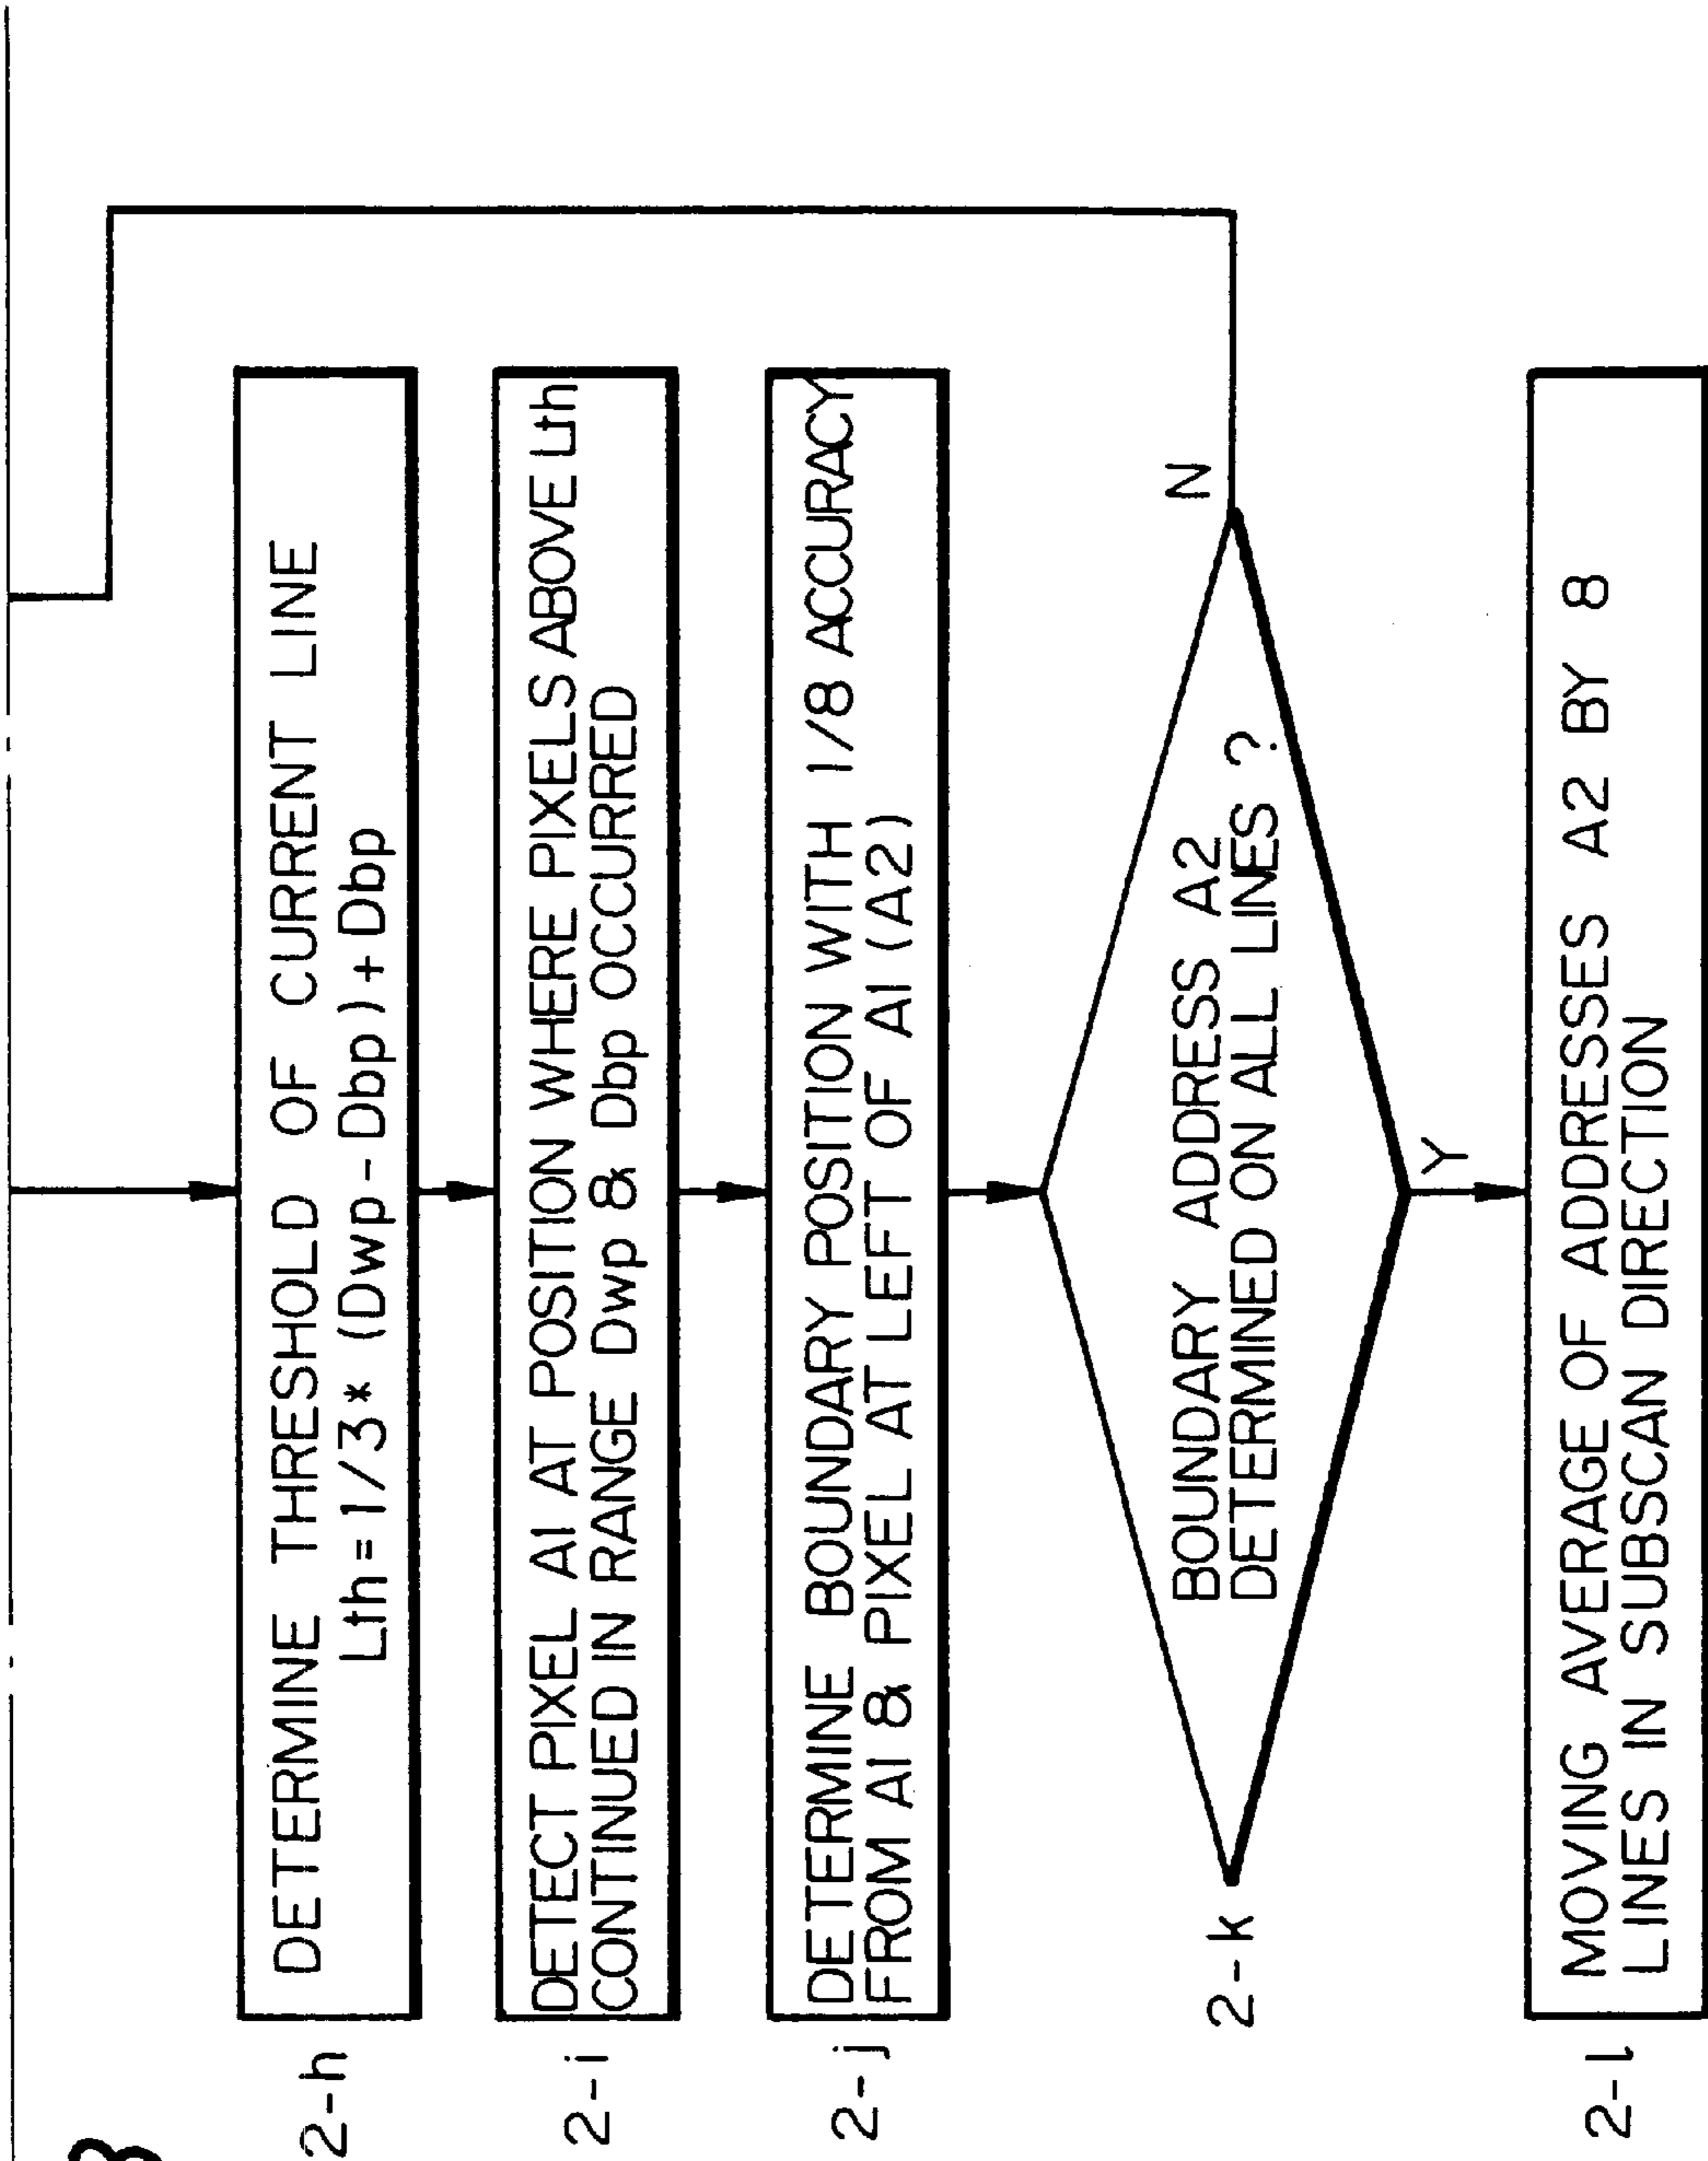 2-h
DETERMINE THRESHOLD OF CURRENT LINE
Lth=1/3* (Dwp-Dbp)+Dbp
2-i
DETECT PIXEL A1 AT POSITION WHERE PIXELS ABOVE Lth
CONTINUED IN RANGE Dwp & Dbp OCCURRED
2-j
DETERMINE BOUNDARY POSITION WITH 1/8 ACCURACY
FROM A1 & PIXEL AT LEFT OF A1 (A2)
2-k
BOUNDARY ADDRESS A2
DETERMINED ON ALL LINES ?
N
Y
2-l
MOVING AVERAGE OF ADDRESSES A2 BY 8
LINES IN SUBSCAN DIRECTION